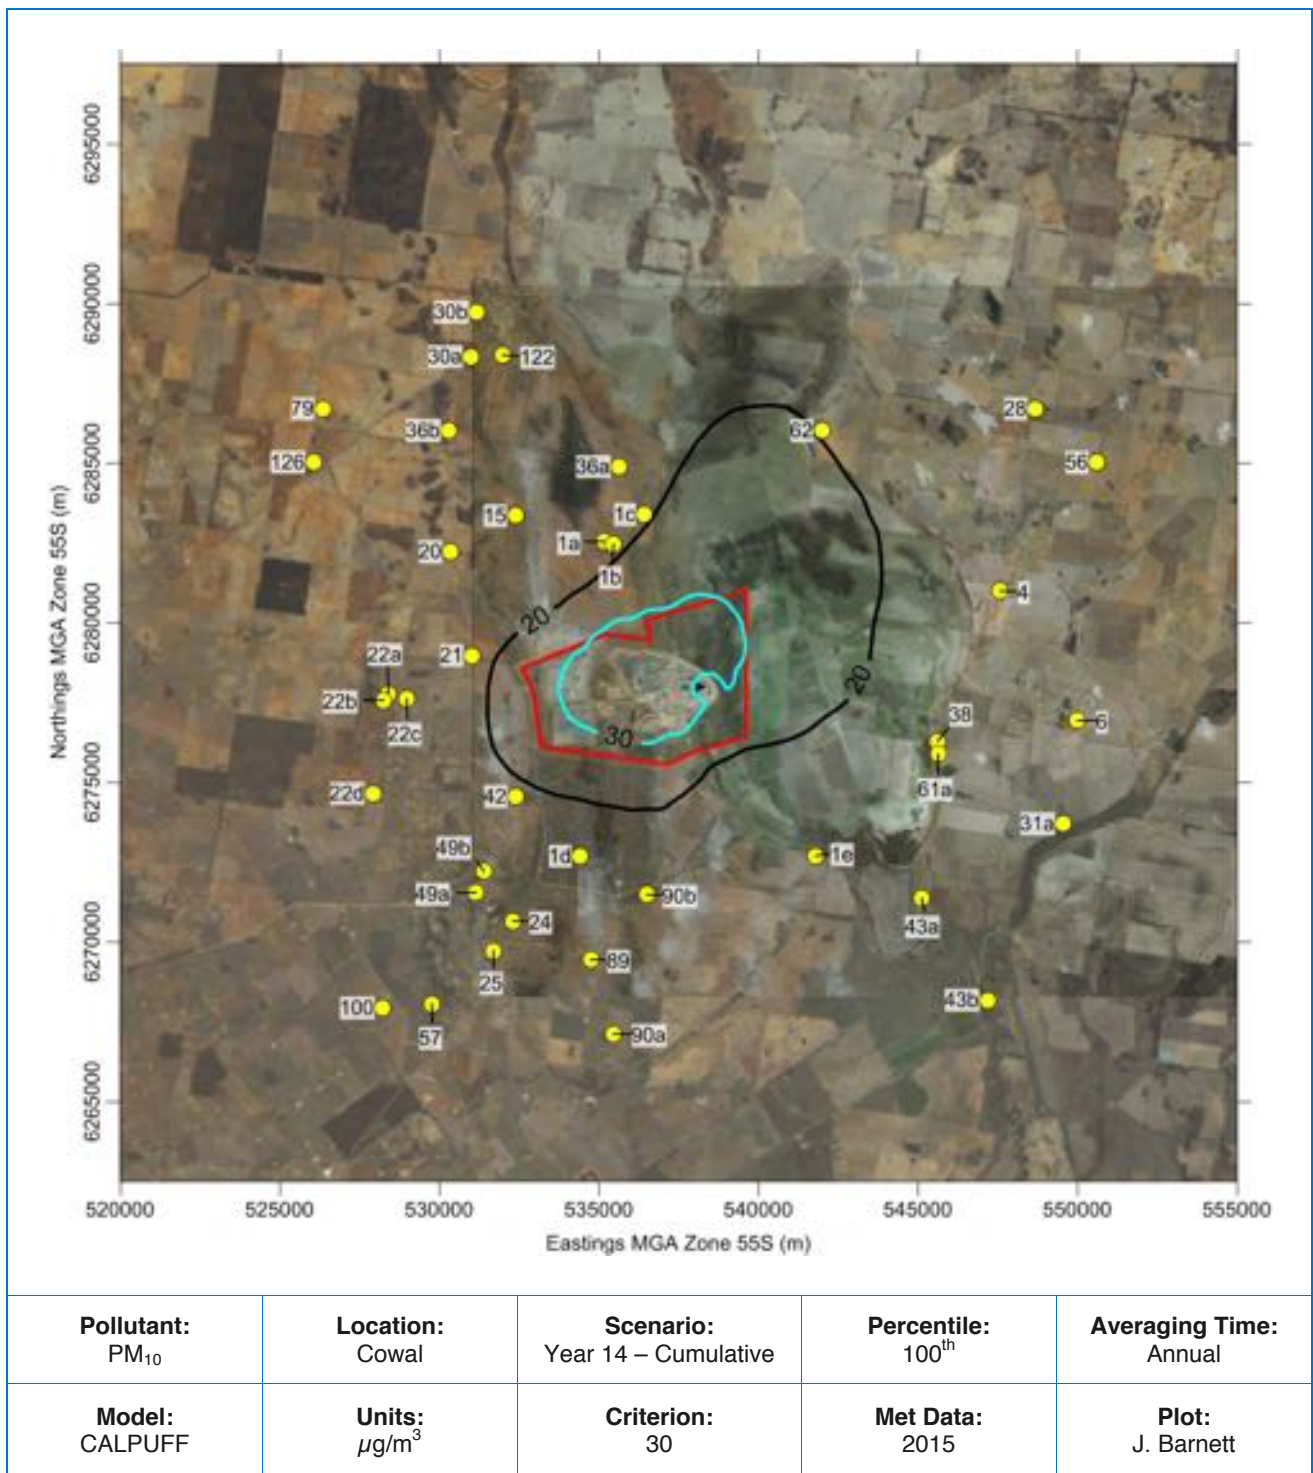 6295000
6290000
6285000
6280000
6275000
6270000
6265000
Northings MGA Zone 55S (m)
30b
30a
122
79
36b
62
28
126
36a
56
15
1c
1a
20
1b
4
20
22a
21
20
22b
22c
30
38
6
22d
42
61a
31a
49b
1d
1e
49a
90b
24
43a
25
89
100
43b
57
90a
520000 525000 530000 535000 540000 545000 550000 555000
Eastings MGA Zone 55S (m)
Pollutant:
PM₁₀
Location:
Cowal
Scenario:
Year 14 – Cumulative
Percentile:
100th
Averaging Time:
Annual
Model:
CALPUFF
Units:
µg/m³
Criterion:
30
Met Data:
2015
Plot:
J. Barnett